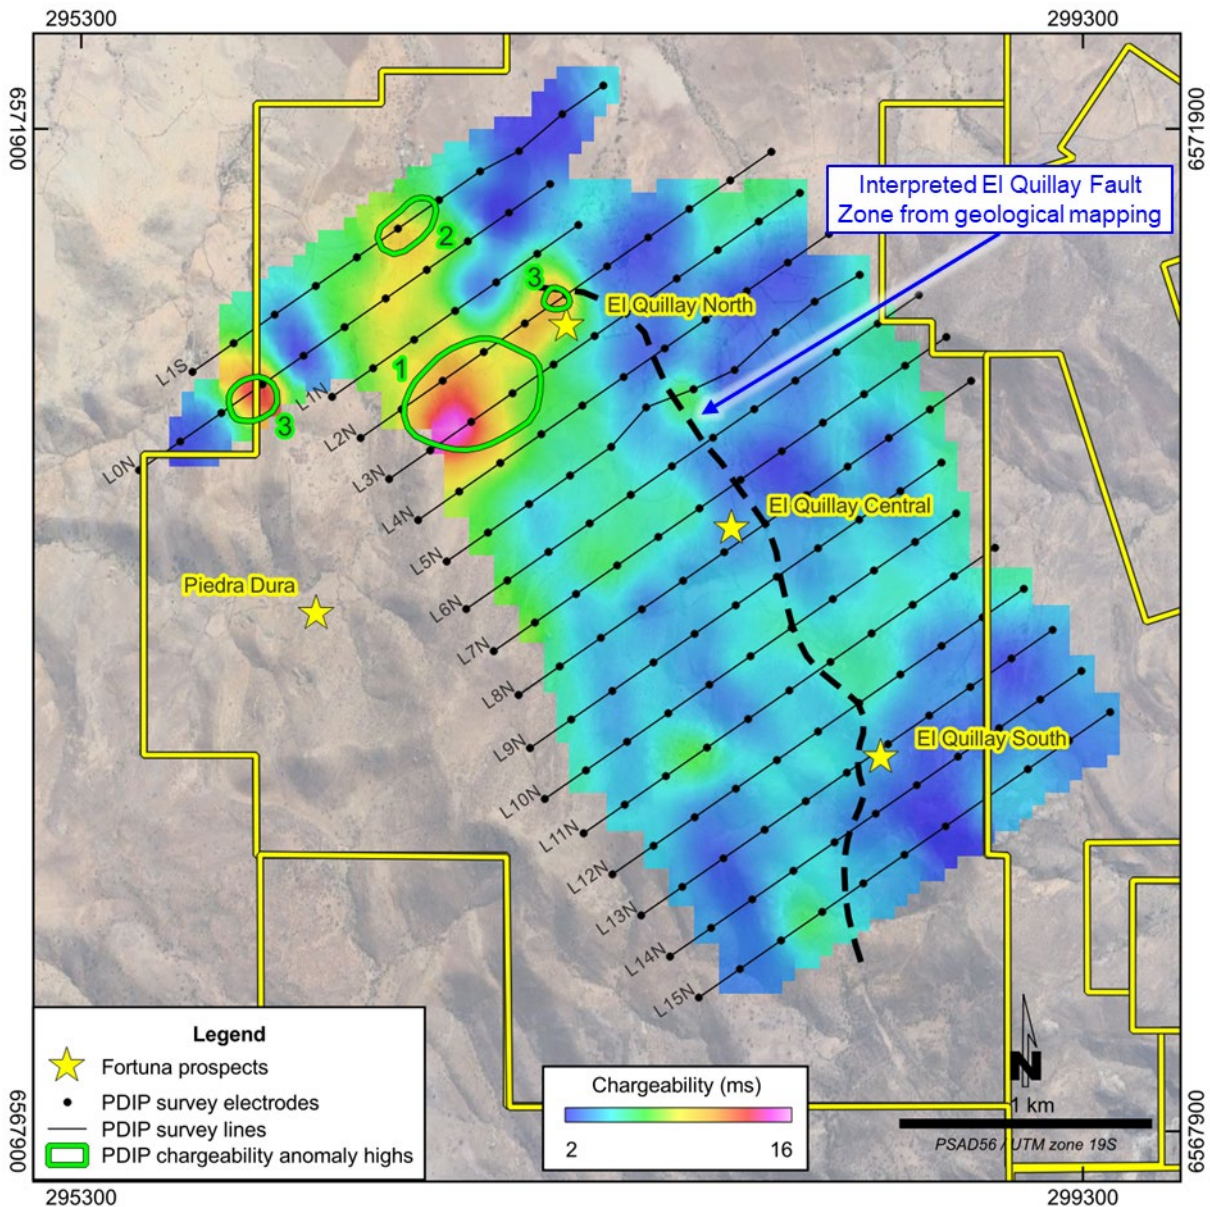 295300
299300
6571900
6571900
Interpreted El Quillay Fault
Zone from geological mapping
2
3
El Quillay North
1
L1S
L1N
3
L2N
L0N
L3N
L4N
El Quillay Central
L5N
Piedra Dura
L6N
L7N
L8N
L9N
El Quillay South
L10N
L11N
L12N
L13N
L14N
L15N
Legend
Fortuna prospects
PDIP survey electrodes
PDIP survey lines
PDIP chargeability anomaly highs
Chargeability (ms)
2
16
N
1 km
PSAD56 / UTM zone 19S
6567900
6567900
295300
299300